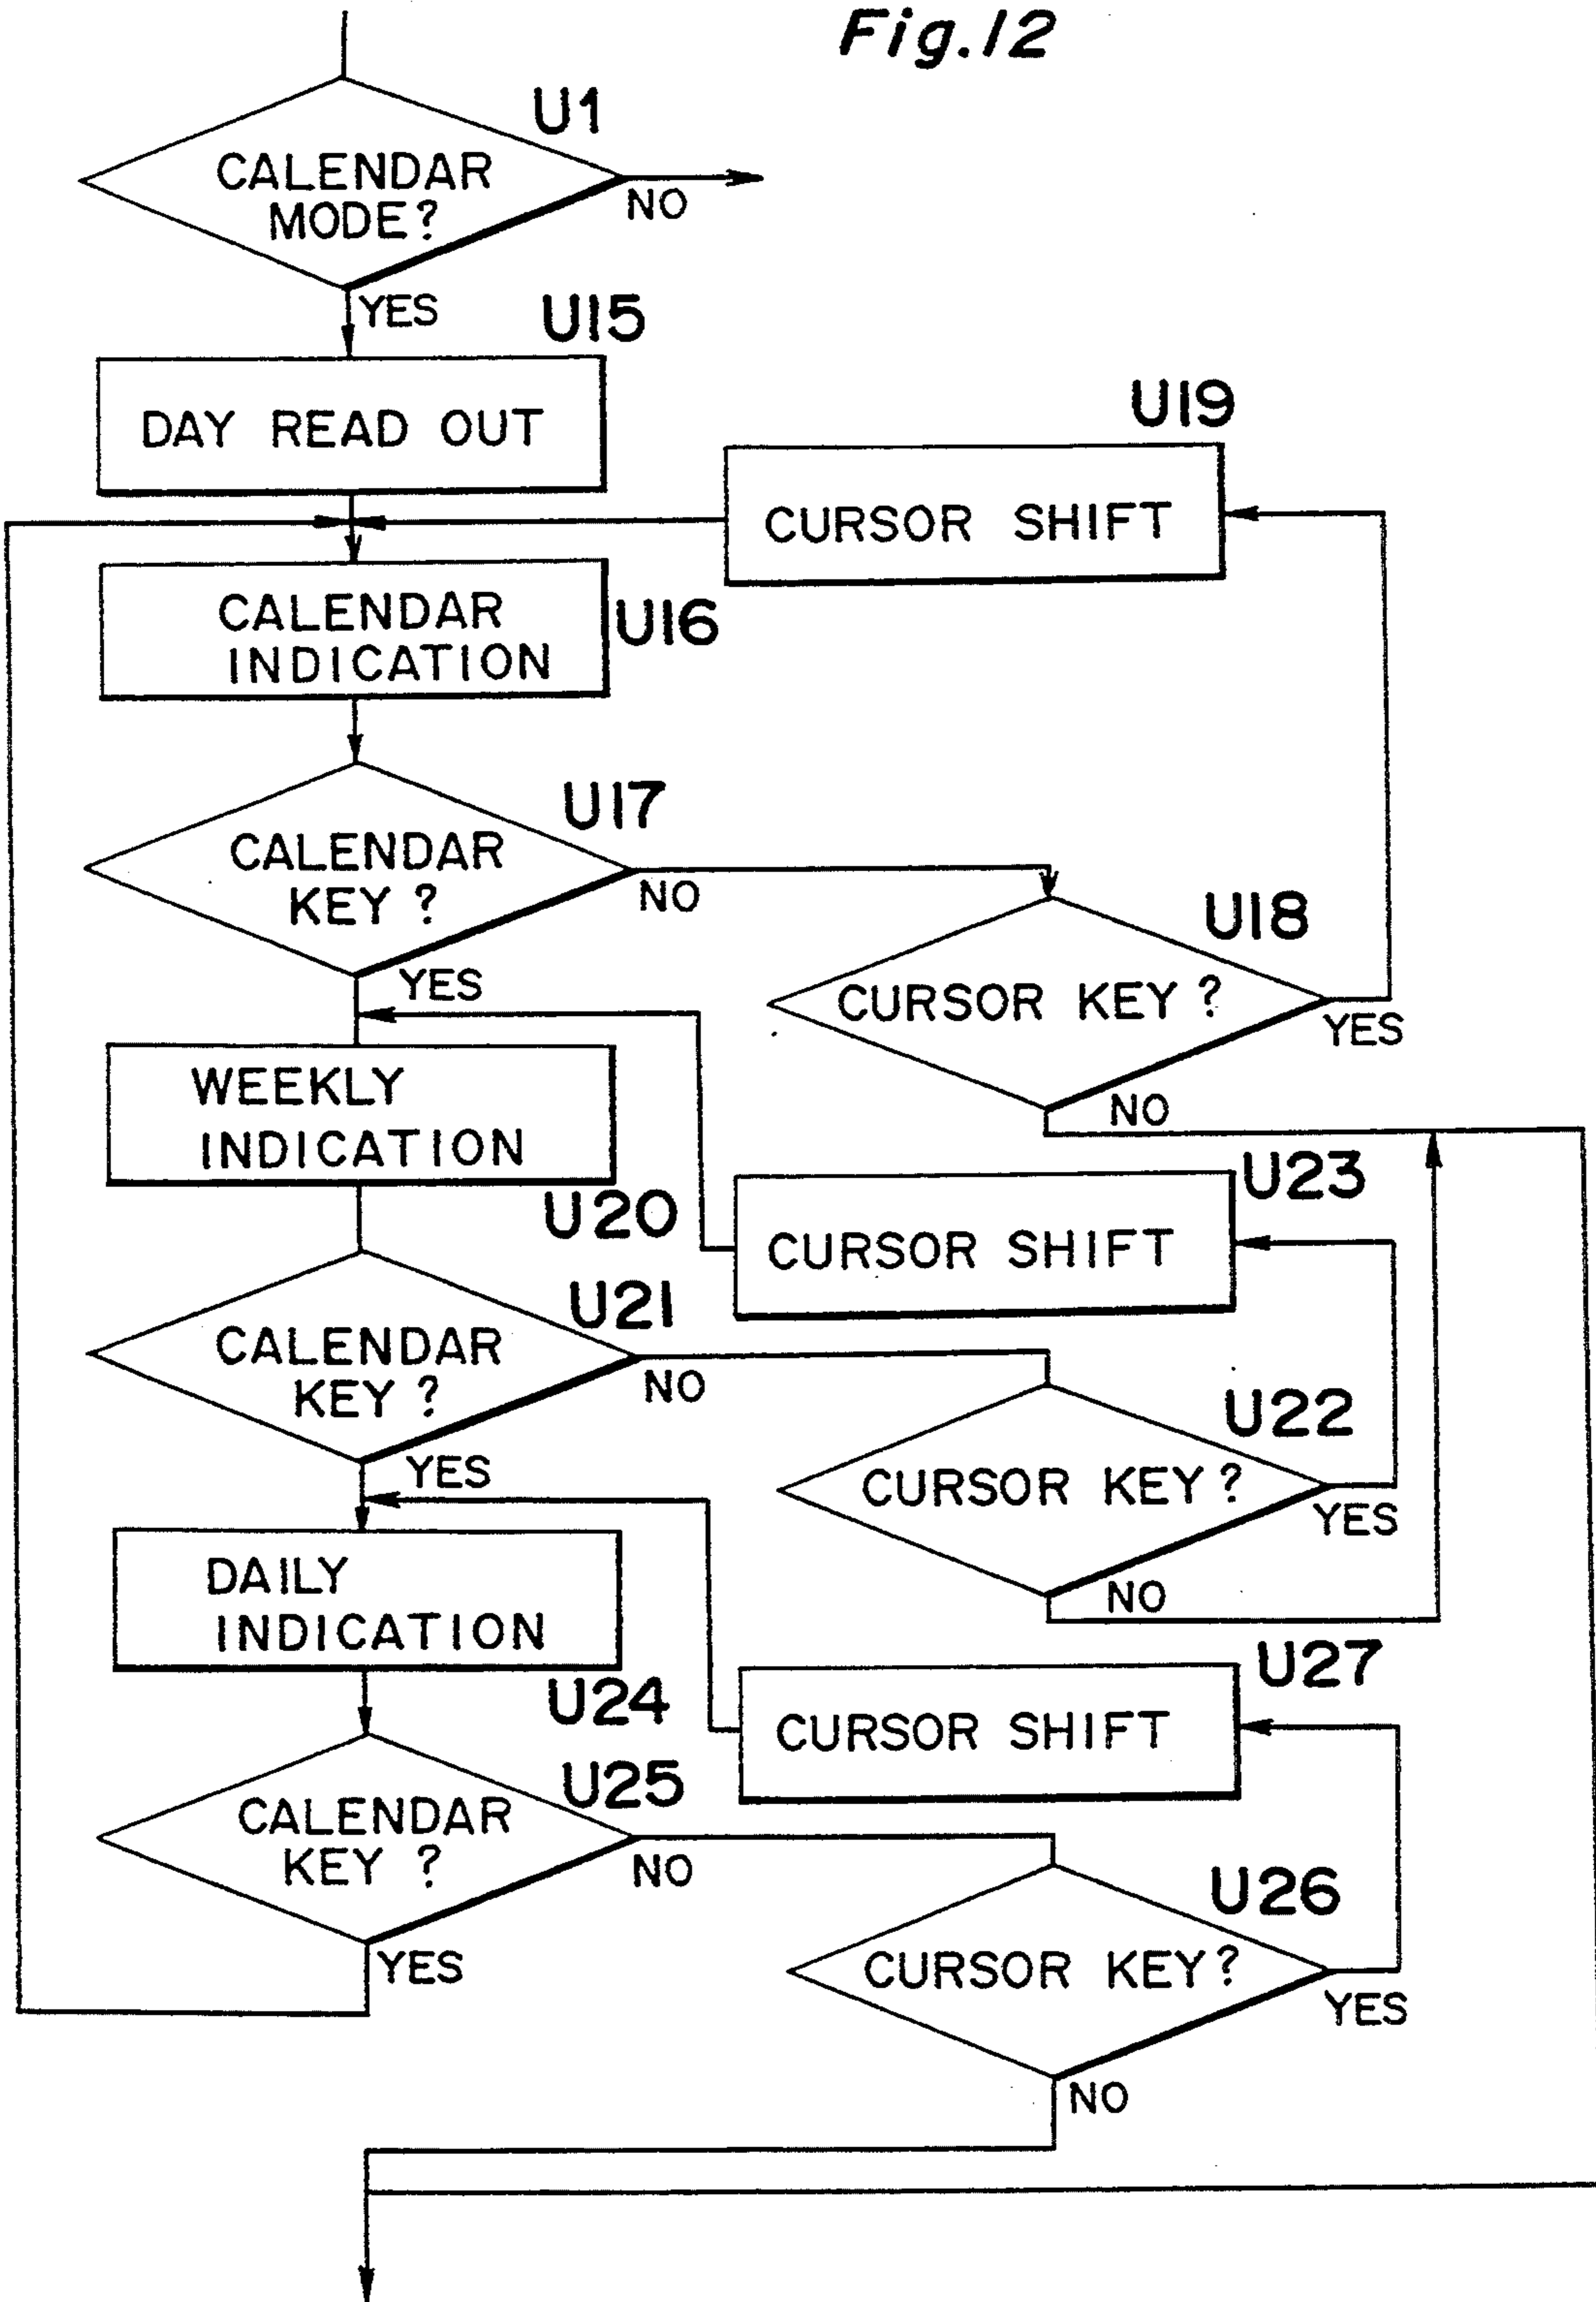 Fig.12
U1
CALENDAR
MODE?
NO
YES
U15
DAY READ OUT
U19
CURSOR SHIFT
CALENDAR
INDICATION
U16
U17
CALENDAR
KEY ?
NO
YES
U18
CURSOR KEY ?
YES
NO
WEEKLY
INDICATION
U20
U23
CURSOR SHIFT
U21
CALENDAR
KEY ?
NO
YES
U22
CURSOR KEY ?
YES
NO
DAILY
INDICATION
U24
U27
CURSOR SHIFT
U25
CALENDAR
KEY ?
NO
YES
U26
CURSOR KEY ?
YES
NO